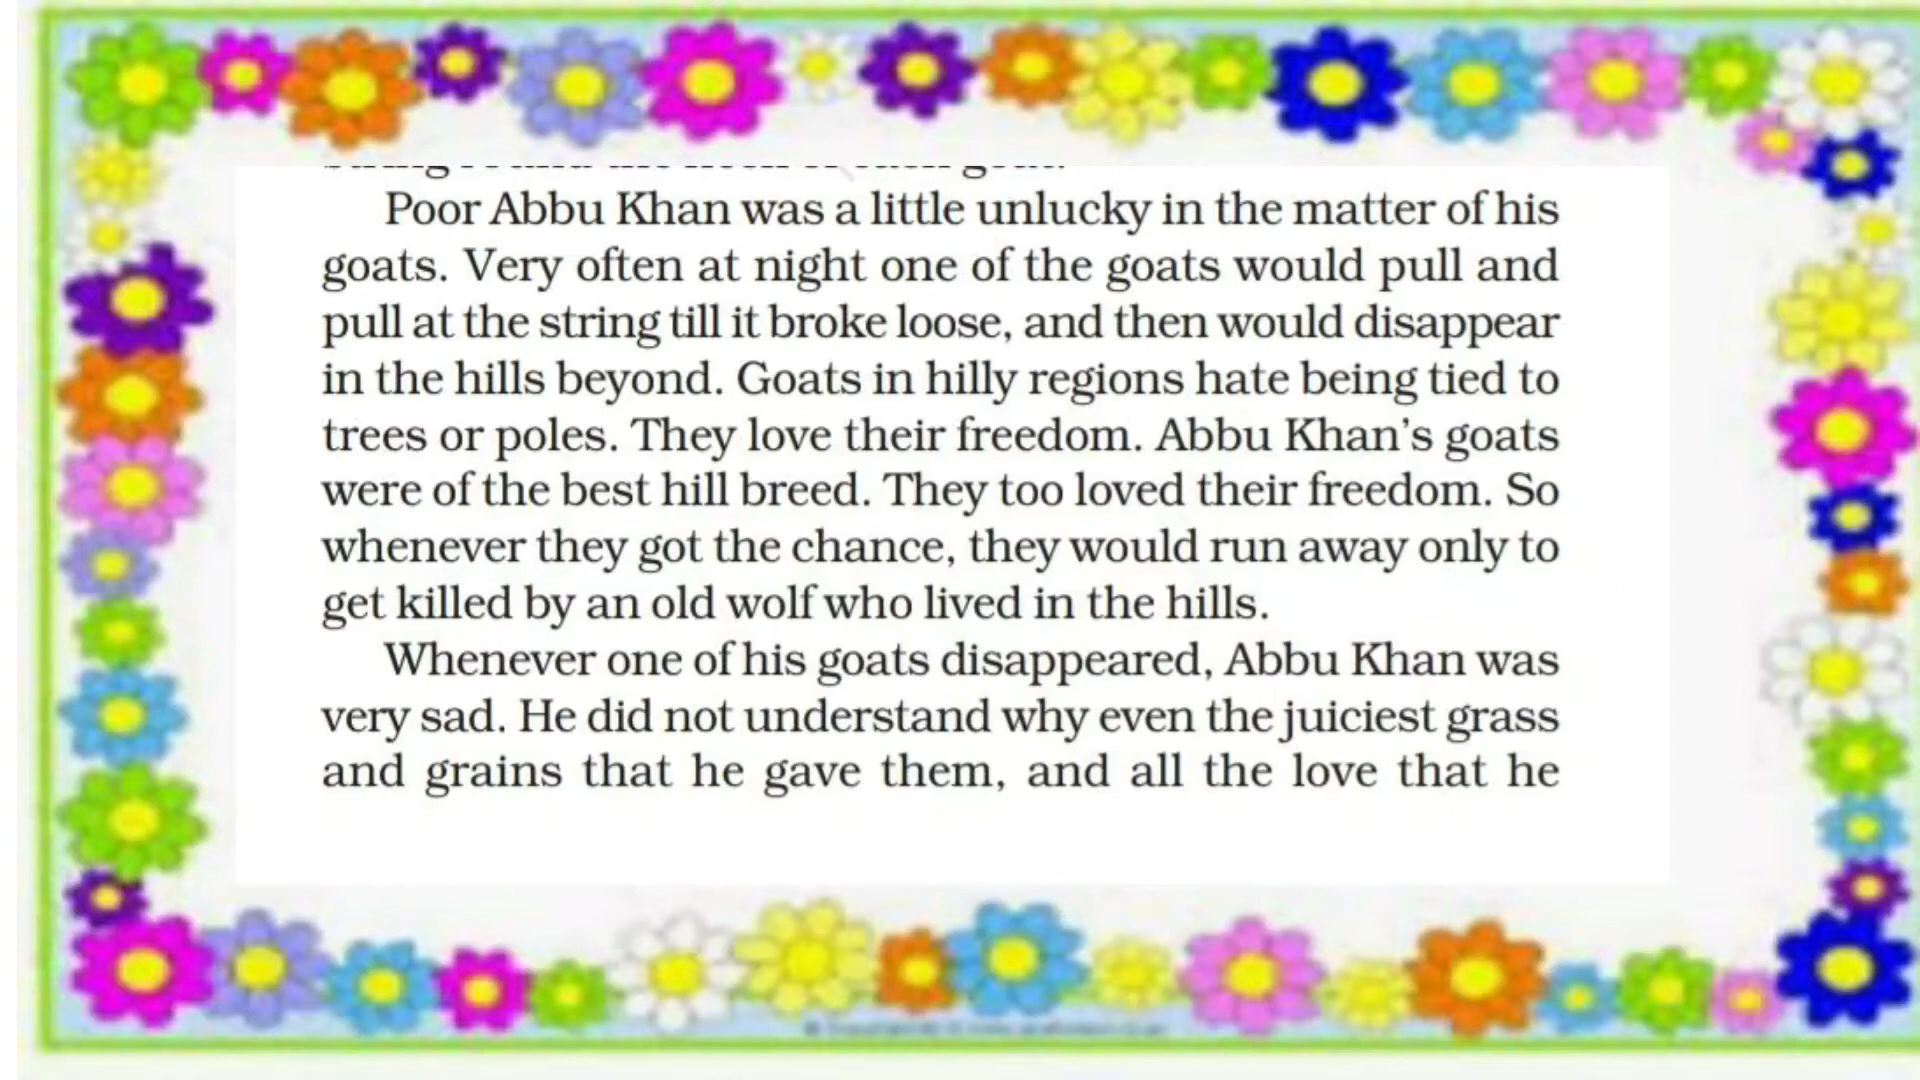 Poor Abbu Khan was a little unlucky in the matter of his
goats. Very often at night one of the goats would pull and
pull at the string till it broke loose, and then would disappear
in the hills beyond. Goats in hilly regions hate being tied to
trees or poles. They love their freedom. Abbu Khan’s goats
were of the best hill breed. They too loved their freedom. So
whenever they got the chance, they would run away only to
get killed by an old wolf who lived in the hills.
Whenever one of his goats disappeared, Abbu Khan was
very sad. He did not understand why even the juiciest grass
and grains that he gave them, and all the love that he